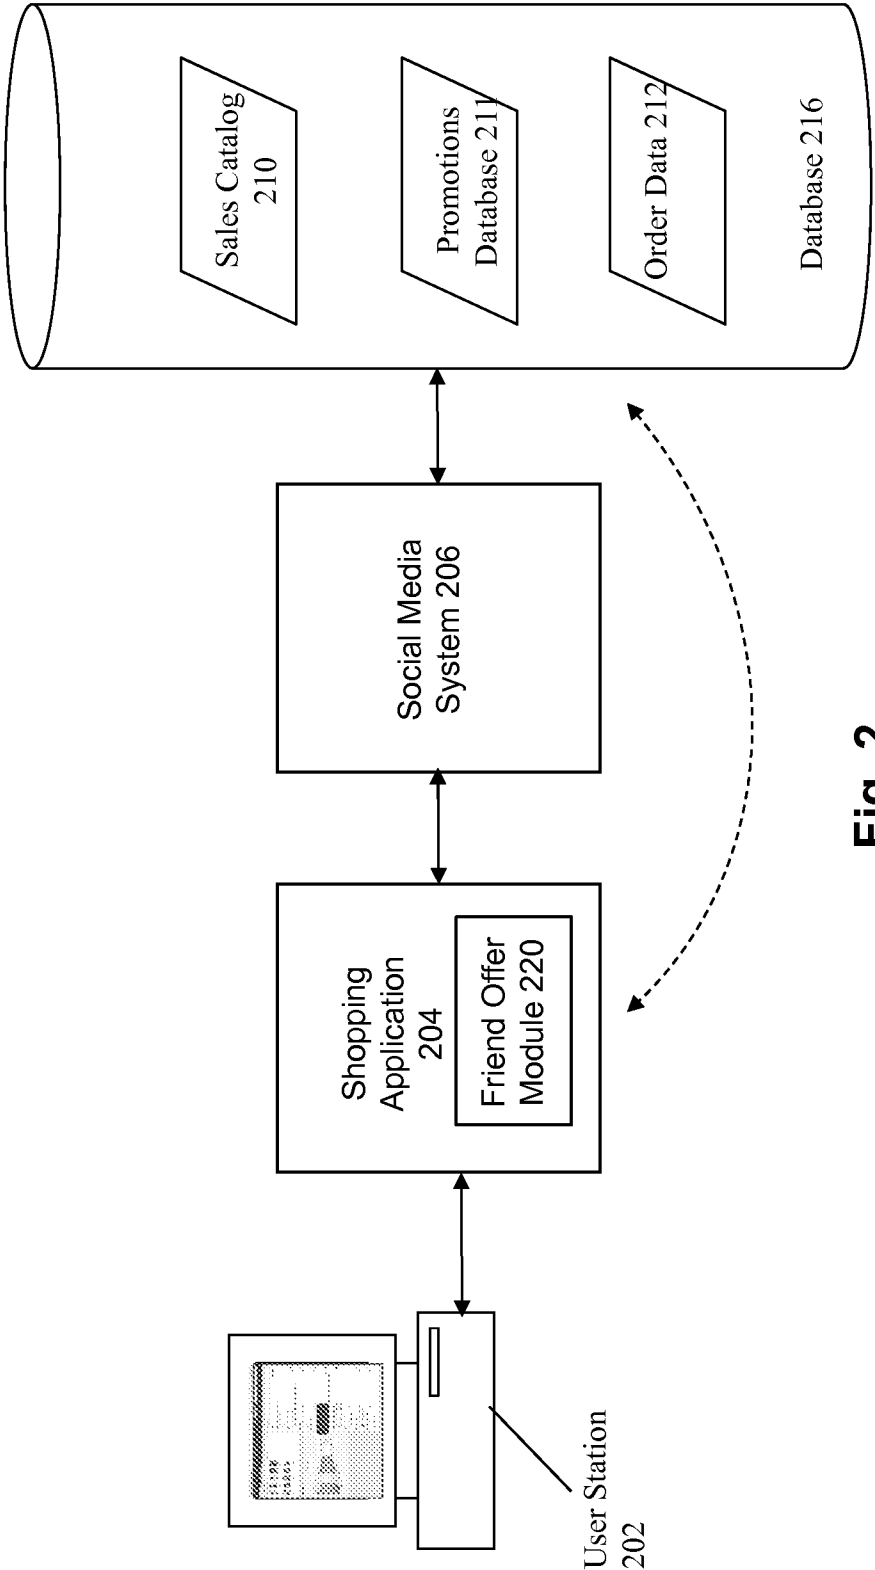 Sales Catalog
210
Promotions
Database 211
Order Data 212
Database 216
Social Media
System 206
Shopping
Application
204
Friend Offer
Module 220
User Station
202
Fig. 2